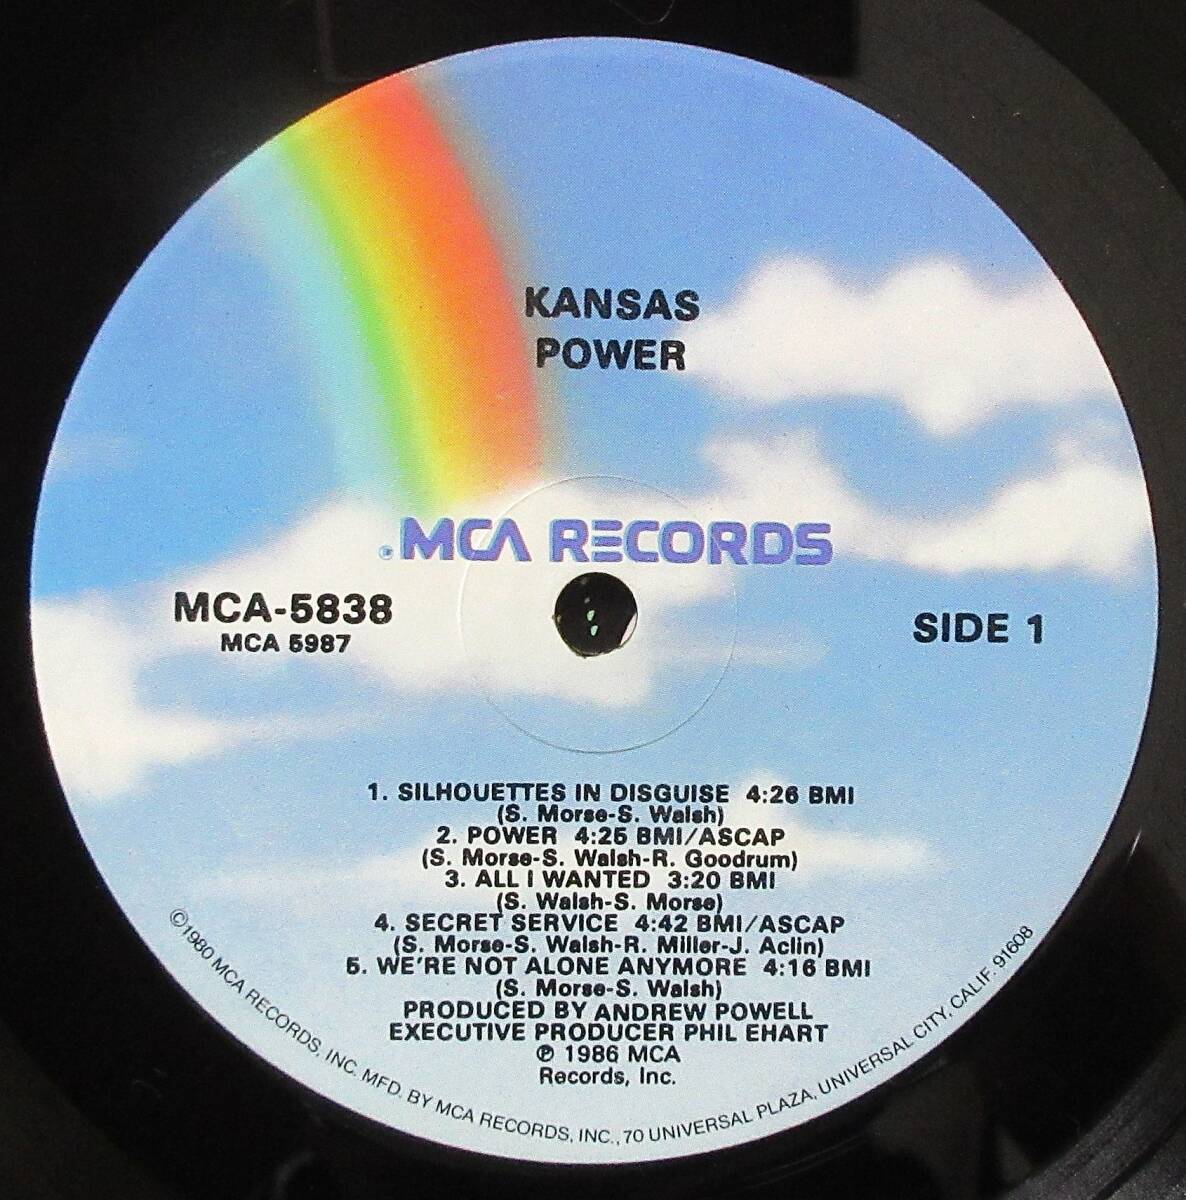 KANSAS
POWER
MCA RECORDS
MCA-5838
MCA 5987
SIDE 1
1. SILHOUETTES IN DISGUISE 4:26 BMI
(S. Morse-S. Walsh)
2. POWER 4:25 BMI/ASCAP
(S. Morse-S. Walsh-R. Goodrum)
3. ALL I WANTED 3:20 BMI
(S. Walsh-S. Morse)
4. SECRET SERVICE 4:42 BMI/ASCAP
(S. Morse-S. Walsh-R. Miller-J. Aclin)
5. WE'RE NOT ALONE ANYMORE 4:16 BMI
(S. Morse-S. Walsh)
PRODUCED BY ANDREW POWELL
EXECUTIVE PRODUCER PHIL EHART
℗ 1986 MCA
Records, Inc.
©1980 MCA RECORDS, INC. MFD. BY MCA RECORDS, INC., 70 UNIVERSAL PLAZA, UNIVERSAL CITY, CALIF. 91608